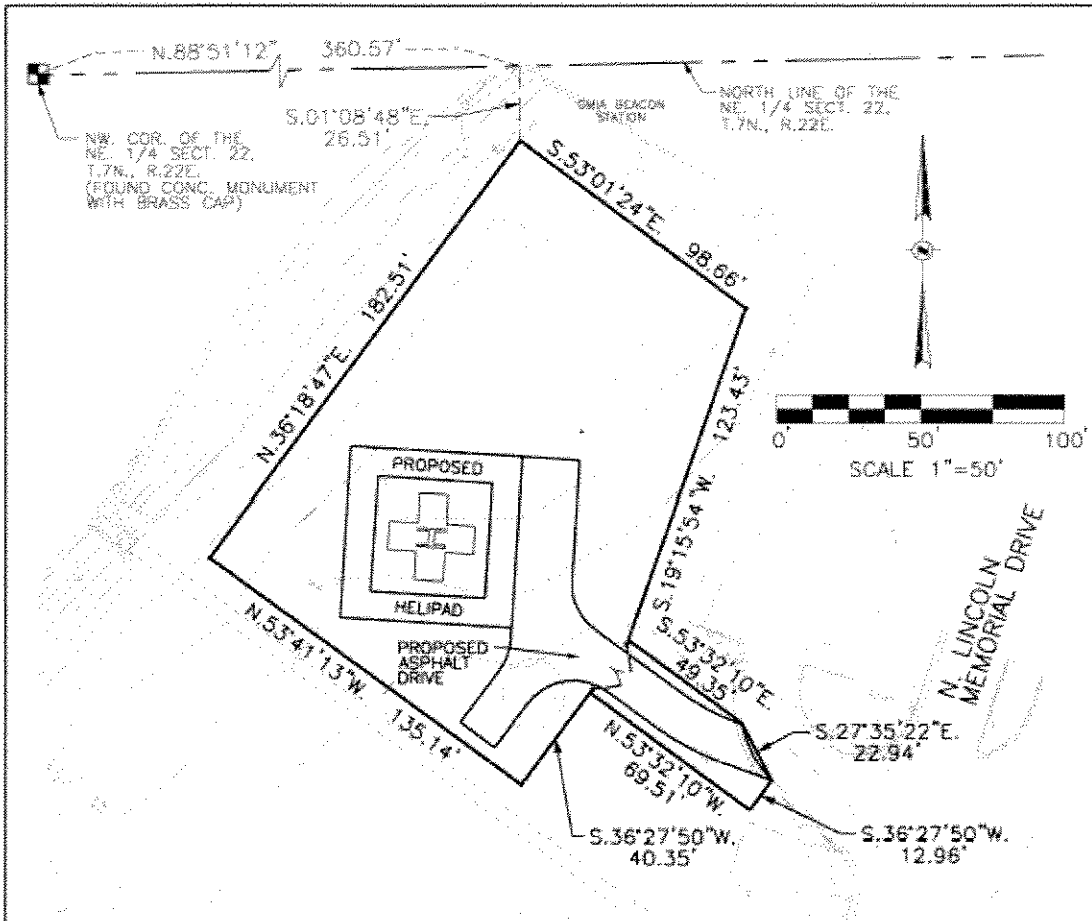 N.88°51'12" 360.57'
S.01°08'48"E.
26.51'
NW. COR. OF THE
NE. 1/4 SECT. 22,
T.7N., R.22E.
(FOUND CONC. MONUMENT
WITH BRASS CAP)
GMIA BEACON
STATION
NORTH LINE OF THE
NE. 1/4 SECT. 22,
T.7N., R.22E.
S.53°01'24"E. 98.66'
N.36°18'47"E. 182.51'
S.19°15'54"W. 123.43'
0' 50' 100'
SCALE 1"=50'
PROPOSED
H
HELIPAD
PROPOSED
ASPHALT
DRIVE
N. LINCOLN
MEMORIAL DRIVE
N.53°41'13"W. 135.14'
S.53°32'10"E.
49.35'
N.53°32'10"W.
69.51'
S.27°35'22"E.
22.94'
S.36°27'50"W.
40.35'
S.36°27'50"W.
12.96'